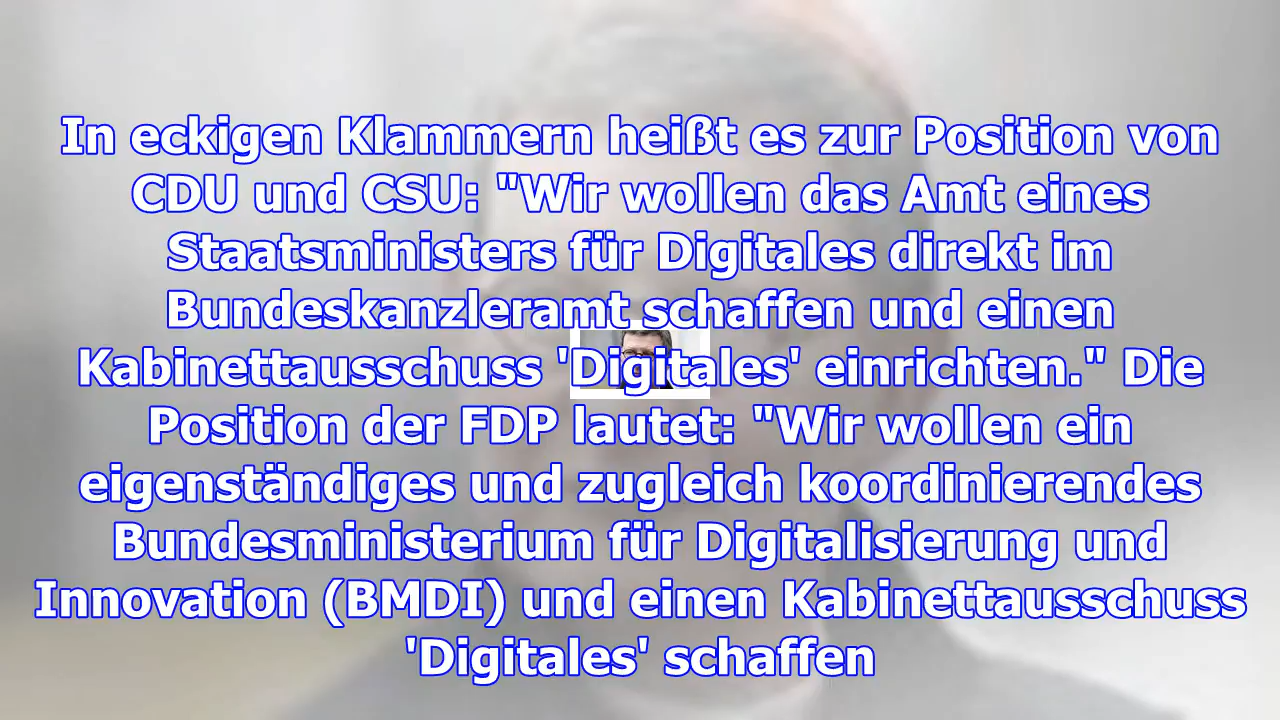 In eckigen Klammern heißt es zur Position von
CDU und CSU: "Wir wollen das Amt eines
Staatsministers für Digitales direkt im
Bundeskanzleramt schaffen und einen
Kabinettausschuss 'Digitales' einrichten." Die
Position der FDP lautet: "Wir wollen ein
eigenständiges und zugleich koordinierendes
Bundesministerium für Digitalisierung und
Innovation (BMDI) und einen Kabinettausschuss
'Digitales' schaffen